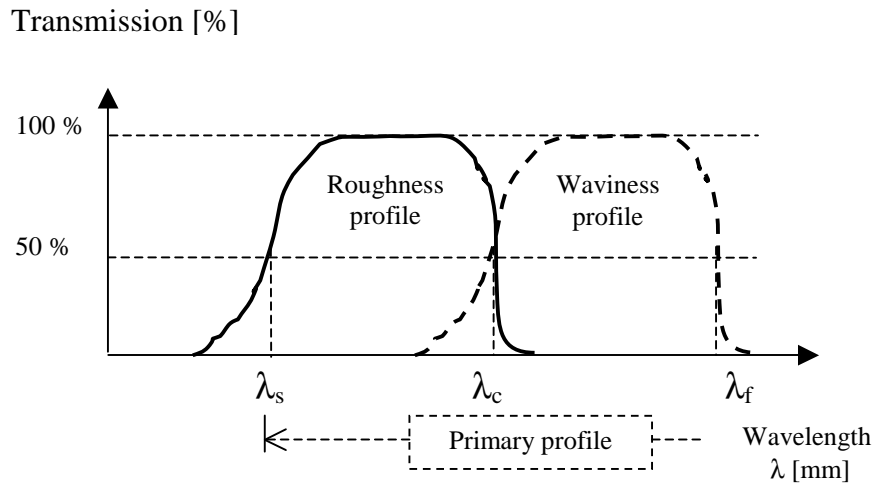 Transmission [%]
100 %
Roughness
profile
Waviness
profile
50 %
λs
λc
λf
Primary profile
Wavelength
λ [mm]